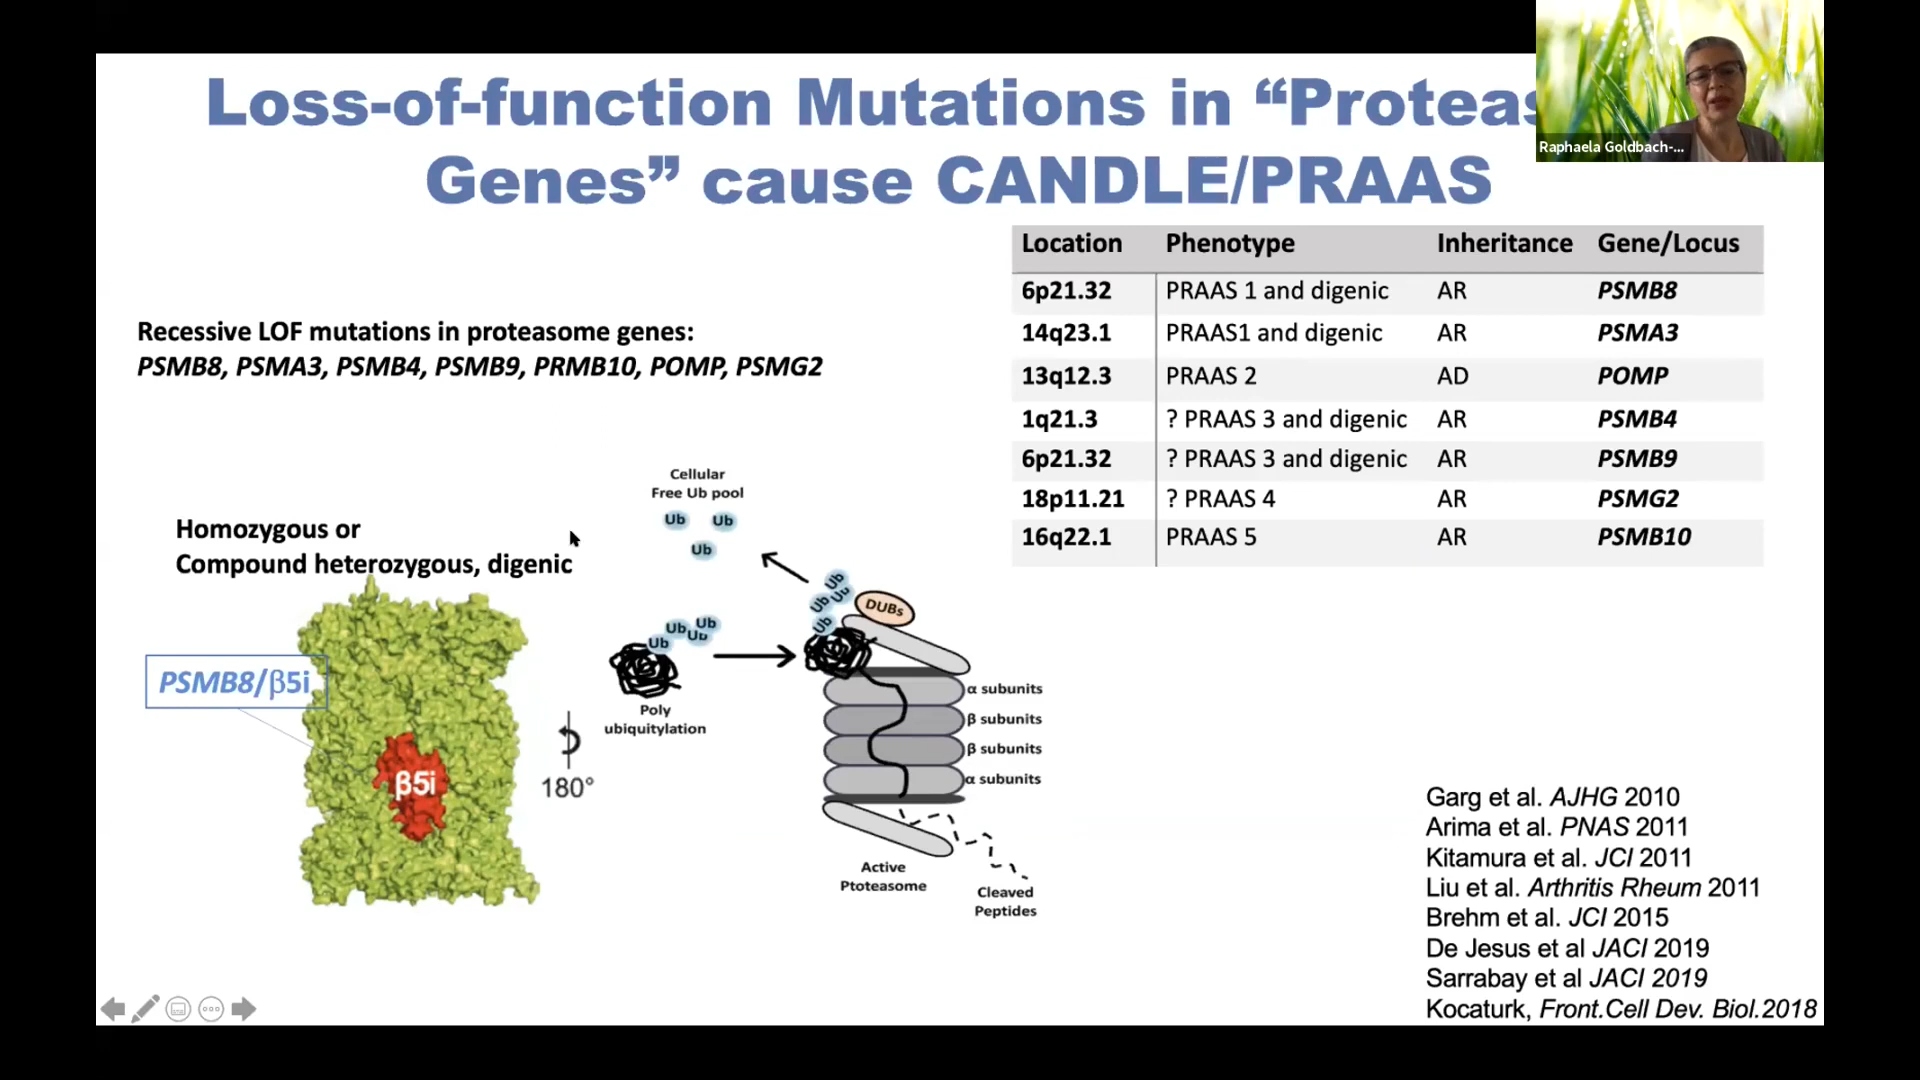 Loss-of-function Mutations in “Proteas
Genes” cause CANDLE/PRAAS
Raphaela Goldbach-...
Location Phenotype Inheritance Gene/Locus
6p21.32 PRAAS 1 and digenic AR PSMB8
14q23.1 PRAAS1 and digenic AR PSMA3
13q12.3 PRAAS 2 AD POMP
1q21.3 ? PRAAS 3 and digenic AR PSMB4
6p21.32 ? PRAAS 3 and digenic AR PSMB9
18p11.21 ? PRAAS 4 AR PSMG2
16q22.1 PRAAS 5 AR PSMB10
Recessive LOF mutations in proteasome genes:
PSMB8, PSMA3, PSMB4, PSMB9, PRMB10, POMP, PSMG2
Homozygous or
Compound heterozygous, digenic
PSMB8/β5i
β5i
180°
Cellular
Free Ub pool
Ub Ub
Ub
Ub Ub Ub Ub
Poly
ubiquitylation
Ub
Ub Ub
Ub
DUBs
α subunits
β subunits
β subunits
α subunits
Active
Ptoteasome
Cleaved
Peptides
Garg et al. AJHG 2010
Arima et al. PNAS 2011
Kitamura et al. JCI 2011
Liu et al. Arthritis Rheum 2011
Brehm et al. JCI 2015
De Jesus et al JACI 2019
Sarrabay et al JACI 2019
Kocaturk, Front.Cell Dev. Biol.2018